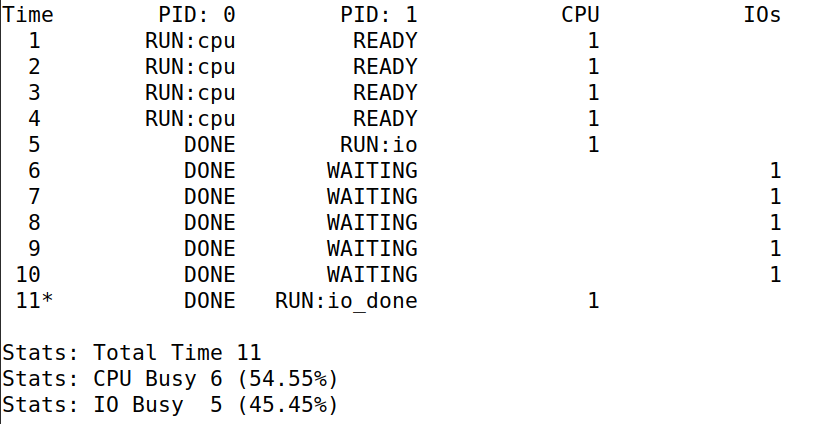 Time        PID: 0        PID: 1           CPU           IOs
  1        RUN:cpu         READY             1
  2        RUN:cpu         READY             1
  3        RUN:cpu         READY             1
  4        RUN:cpu         READY             1
  5           DONE        RUN:io             1
  6           DONE       WAITING                           1
  7           DONE       WAITING                           1
  8           DONE       WAITING                           1
  9           DONE       WAITING                           1
 10           DONE       WAITING                           1
 11*          DONE   RUN:io_done             1
Stats: Total Time 11
Stats: CPU Busy 6 (54.55%)
Stats: IO Busy  5 (45.45%)